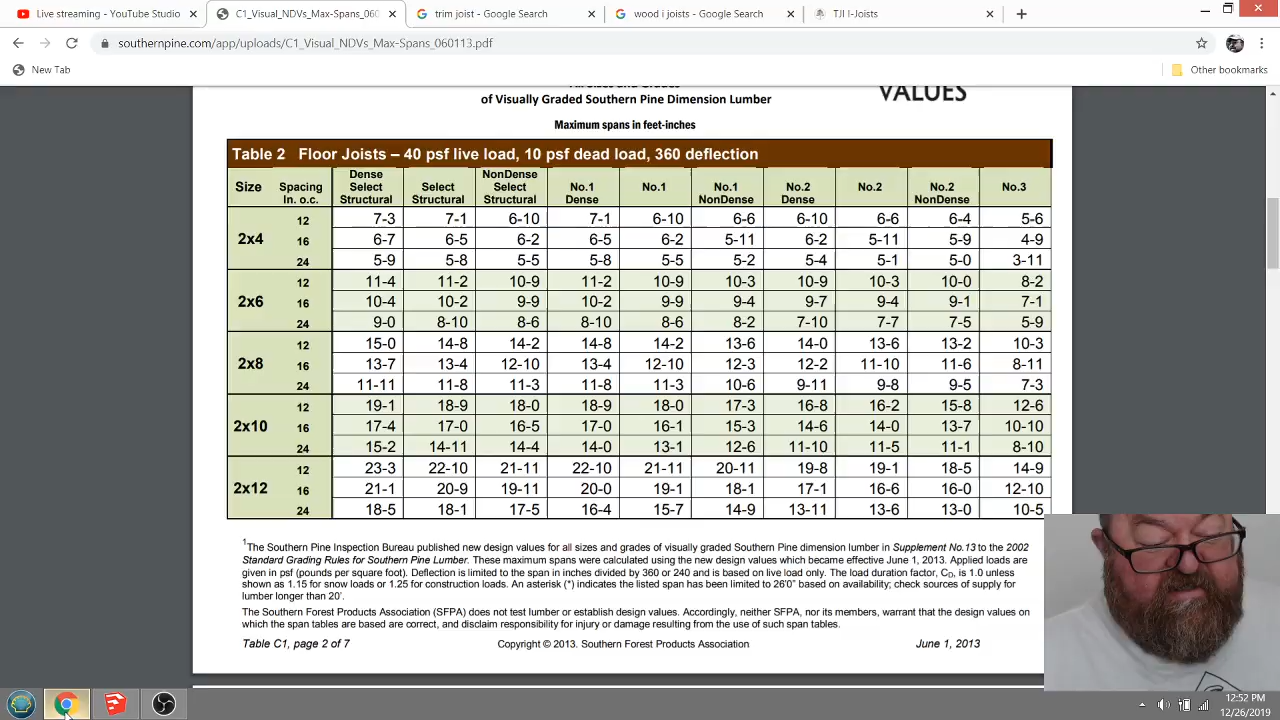 Live streaming - YouTube Studio
C1_Visual_NDVs_Max-Spans_060
trim joist - Google Search
wood i joists - Google Search
TJI I-Joists
southernpine.com/app/uploads/C1_Visual_NDVs_Max-Spans_060113.pdf
New Tab
Other bookmarks
All Sizes and Grades
of Visually Graded Southern Pine Dimension Lumber
VALUES
Maximum spans in feet-inches
Table 2 Floor Joists – 40 psf live load, 10 psf dead load, 360 deflection
Size Spacing In. o.c. Dense Select Structural Select Structural NonDense Select Structural No.1 Dense No.1 No.1 NonDense No.2 Dense No.2 No.2 NonDense No.3
2x4
12 7-3 7-1 6-10 7-1 6-10 6-6 6-10 6-6 6-4 5-6
16 6-7 6-5 6-2 6-5 6-2 5-11 6-2 5-11 5-9 4-9
24 5-9 5-8 5-5 5-8 5-5 5-2 5-4 5-1 5-0 3-11
2x6
12 11-4 11-2 10-9 11-2 10-9 10-3 10-9 10-3 10-0 8-2
16 10-4 10-2 9-9 10-2 9-9 9-4 9-7 9-4 9-1 7-1
24 9-0 8-10 8-6 8-10 8-6 8-2 7-10 7-7 7-5 5-9
2x8
12 15-0 14-8 14-2 14-8 14-2 13-6 14-0 13-6 13-2 10-3
16 13-7 13-4 12-10 13-4 12-10 12-3 12-2 11-10 11-6 8-11
24 11-11 11-8 11-3 11-8 11-3 10-6 9-11 9-8 9-5 7-3
2x10
12 19-1 18-9 18-0 18-9 18-0 17-3 16-8 16-2 15-8 12-6
16 17-4 17-0 16-5 17-0 16-1 15-3 14-6 14-0 13-7 10-10
24 15-2 14-11 14-4 14-0 13-1 12-6 11-10 11-5 11-1 8-10
2x12
12 23-3 22-10 21-11 22-10 21-11 20-11 19-8 19-1 18-5 14-9
16 21-1 20-9 19-11 20-0 19-1 18-1 17-1 16-6 16-0 12-10
24 18-5 18-1 17-5 16-4 15-7 14-9 13-11 13-6 13-0 10-5
1The Southern Pine Inspection Bureau published new design values for all sizes and grades of visually graded Southern Pine dimension lumber in Supplement No.13 to the 2002
Standard Grading Rules for Southern Pine Lumber. These maximum spans were calculated using the new design values which became effective June 1, 2013. Applied loads are
given in psf (pounds per square foot). Deflection is limited to the span in inches divided by 360 or 240 and is based on live load only. The load duration factor, CD, is 1.0 unless
shown as 1.15 for snow loads or 1.25 for construction loads. An asterisk (*) indicates the listed span has been limited to 26'0" based on availability; check sources of supply for
lumber longer than 20'.
The Southern Forest Products Association (SFPA) does not test lumber or establish design values. Accordingly, neither SFPA, nor its members, warrant that the design values on
which the span tables are based are correct, and disclaim responsibility for injury or damage resulting from the use of such span tables.
Table C1, page 2 of 7
Copyright © 2013. Southern Forest Products Association
June 1, 2013
12:52 PM
12/26/2019